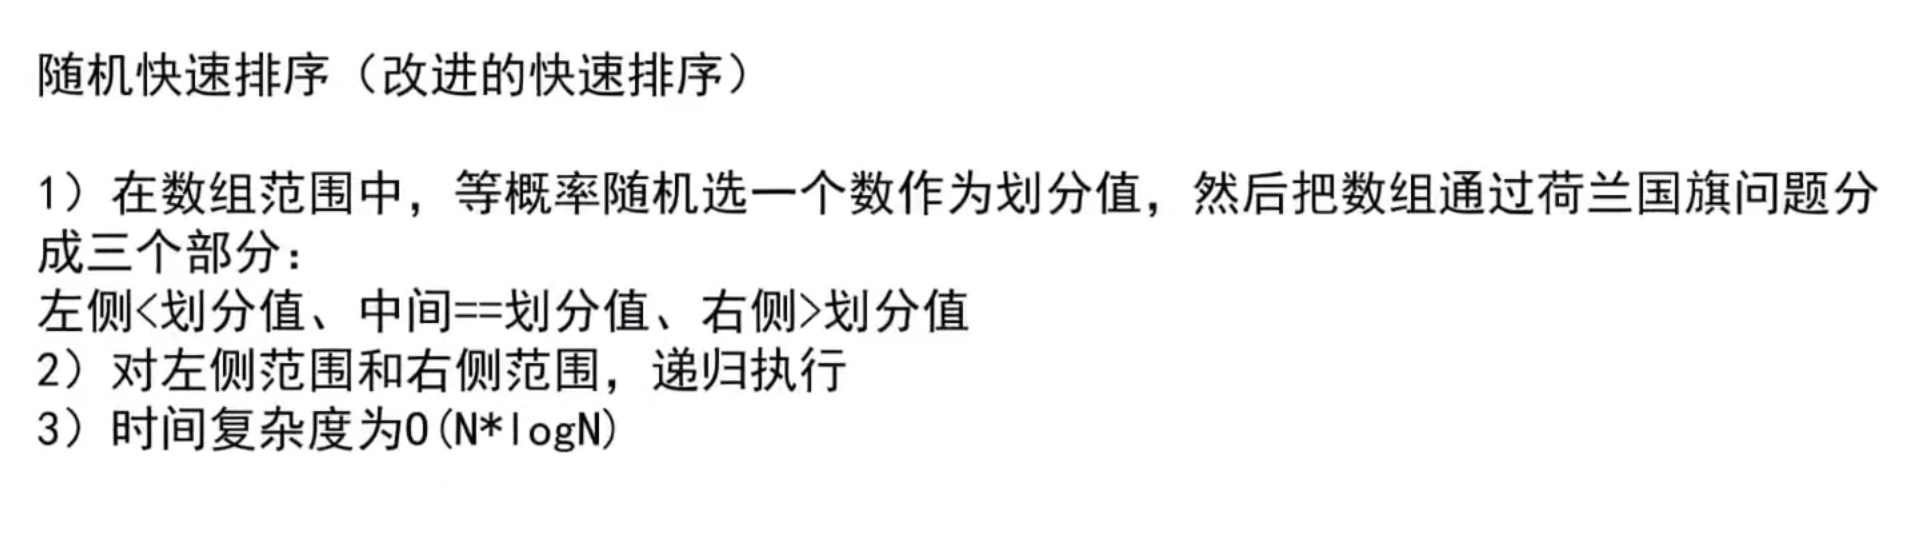 随机快速排序（改进的快速排序）
1）在数组范围中，等概率随机选一个数作为划分值，然后把数组通过荷兰国旗问题分
成三个部分：
左侧<划分值、中间==划分值、右侧>划分值
2）对左侧范围和右侧范围，递归执行
3）时间复杂度为O(N*logN)